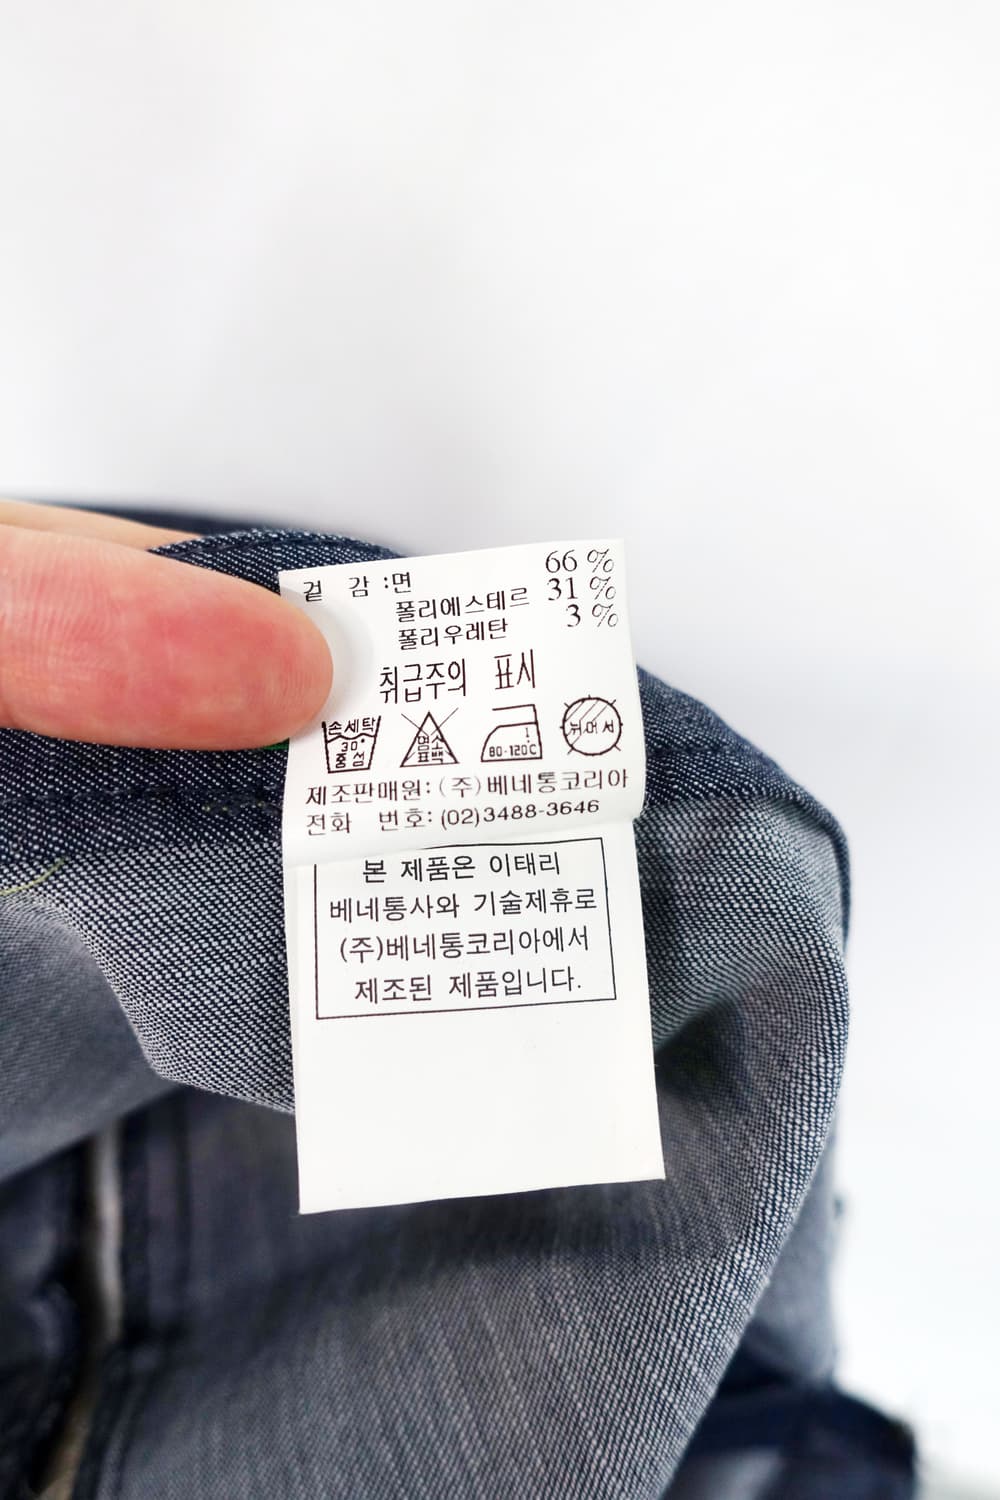 겉 감 :면 66 %
폴리에스테르 31 %
폴리우레탄 3 %
취급주의 표시
손세탁
30°
중성
염소
표백
80-120℃
뉘어서
제조판매원: (주)베네통코리아
전화 번호: (02)3488-3646
본 제품은 이태리
베네통사와 기술제휴로
(주)베네통코리아에서
제조된 제품입니다.